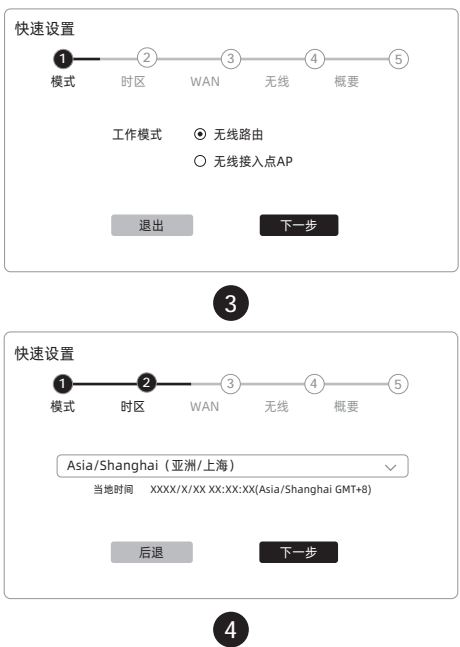 快速设置
1 2 3 4 5
模式 时区 WAN 无线 概要
工作模式 无线路由
无线接入点AP
退出 下一步
3
快速设置
1 2 3 4 5
模式 时区 WAN 无线 概要
Asia/Shanghai（亚洲/上海）
当地时间 XXXX/X/XX XX:XX:XX(Asia/Shanghai GMT+8)
后退 下一步
4